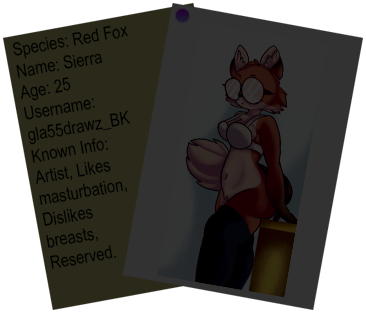 Species: Red Fox
Name: Sierra
Age: 25
Username:
gla55drawz_BK
Known Info:
Artist, Likes
masturbation,
Dislikes
breasts,
Reserved.